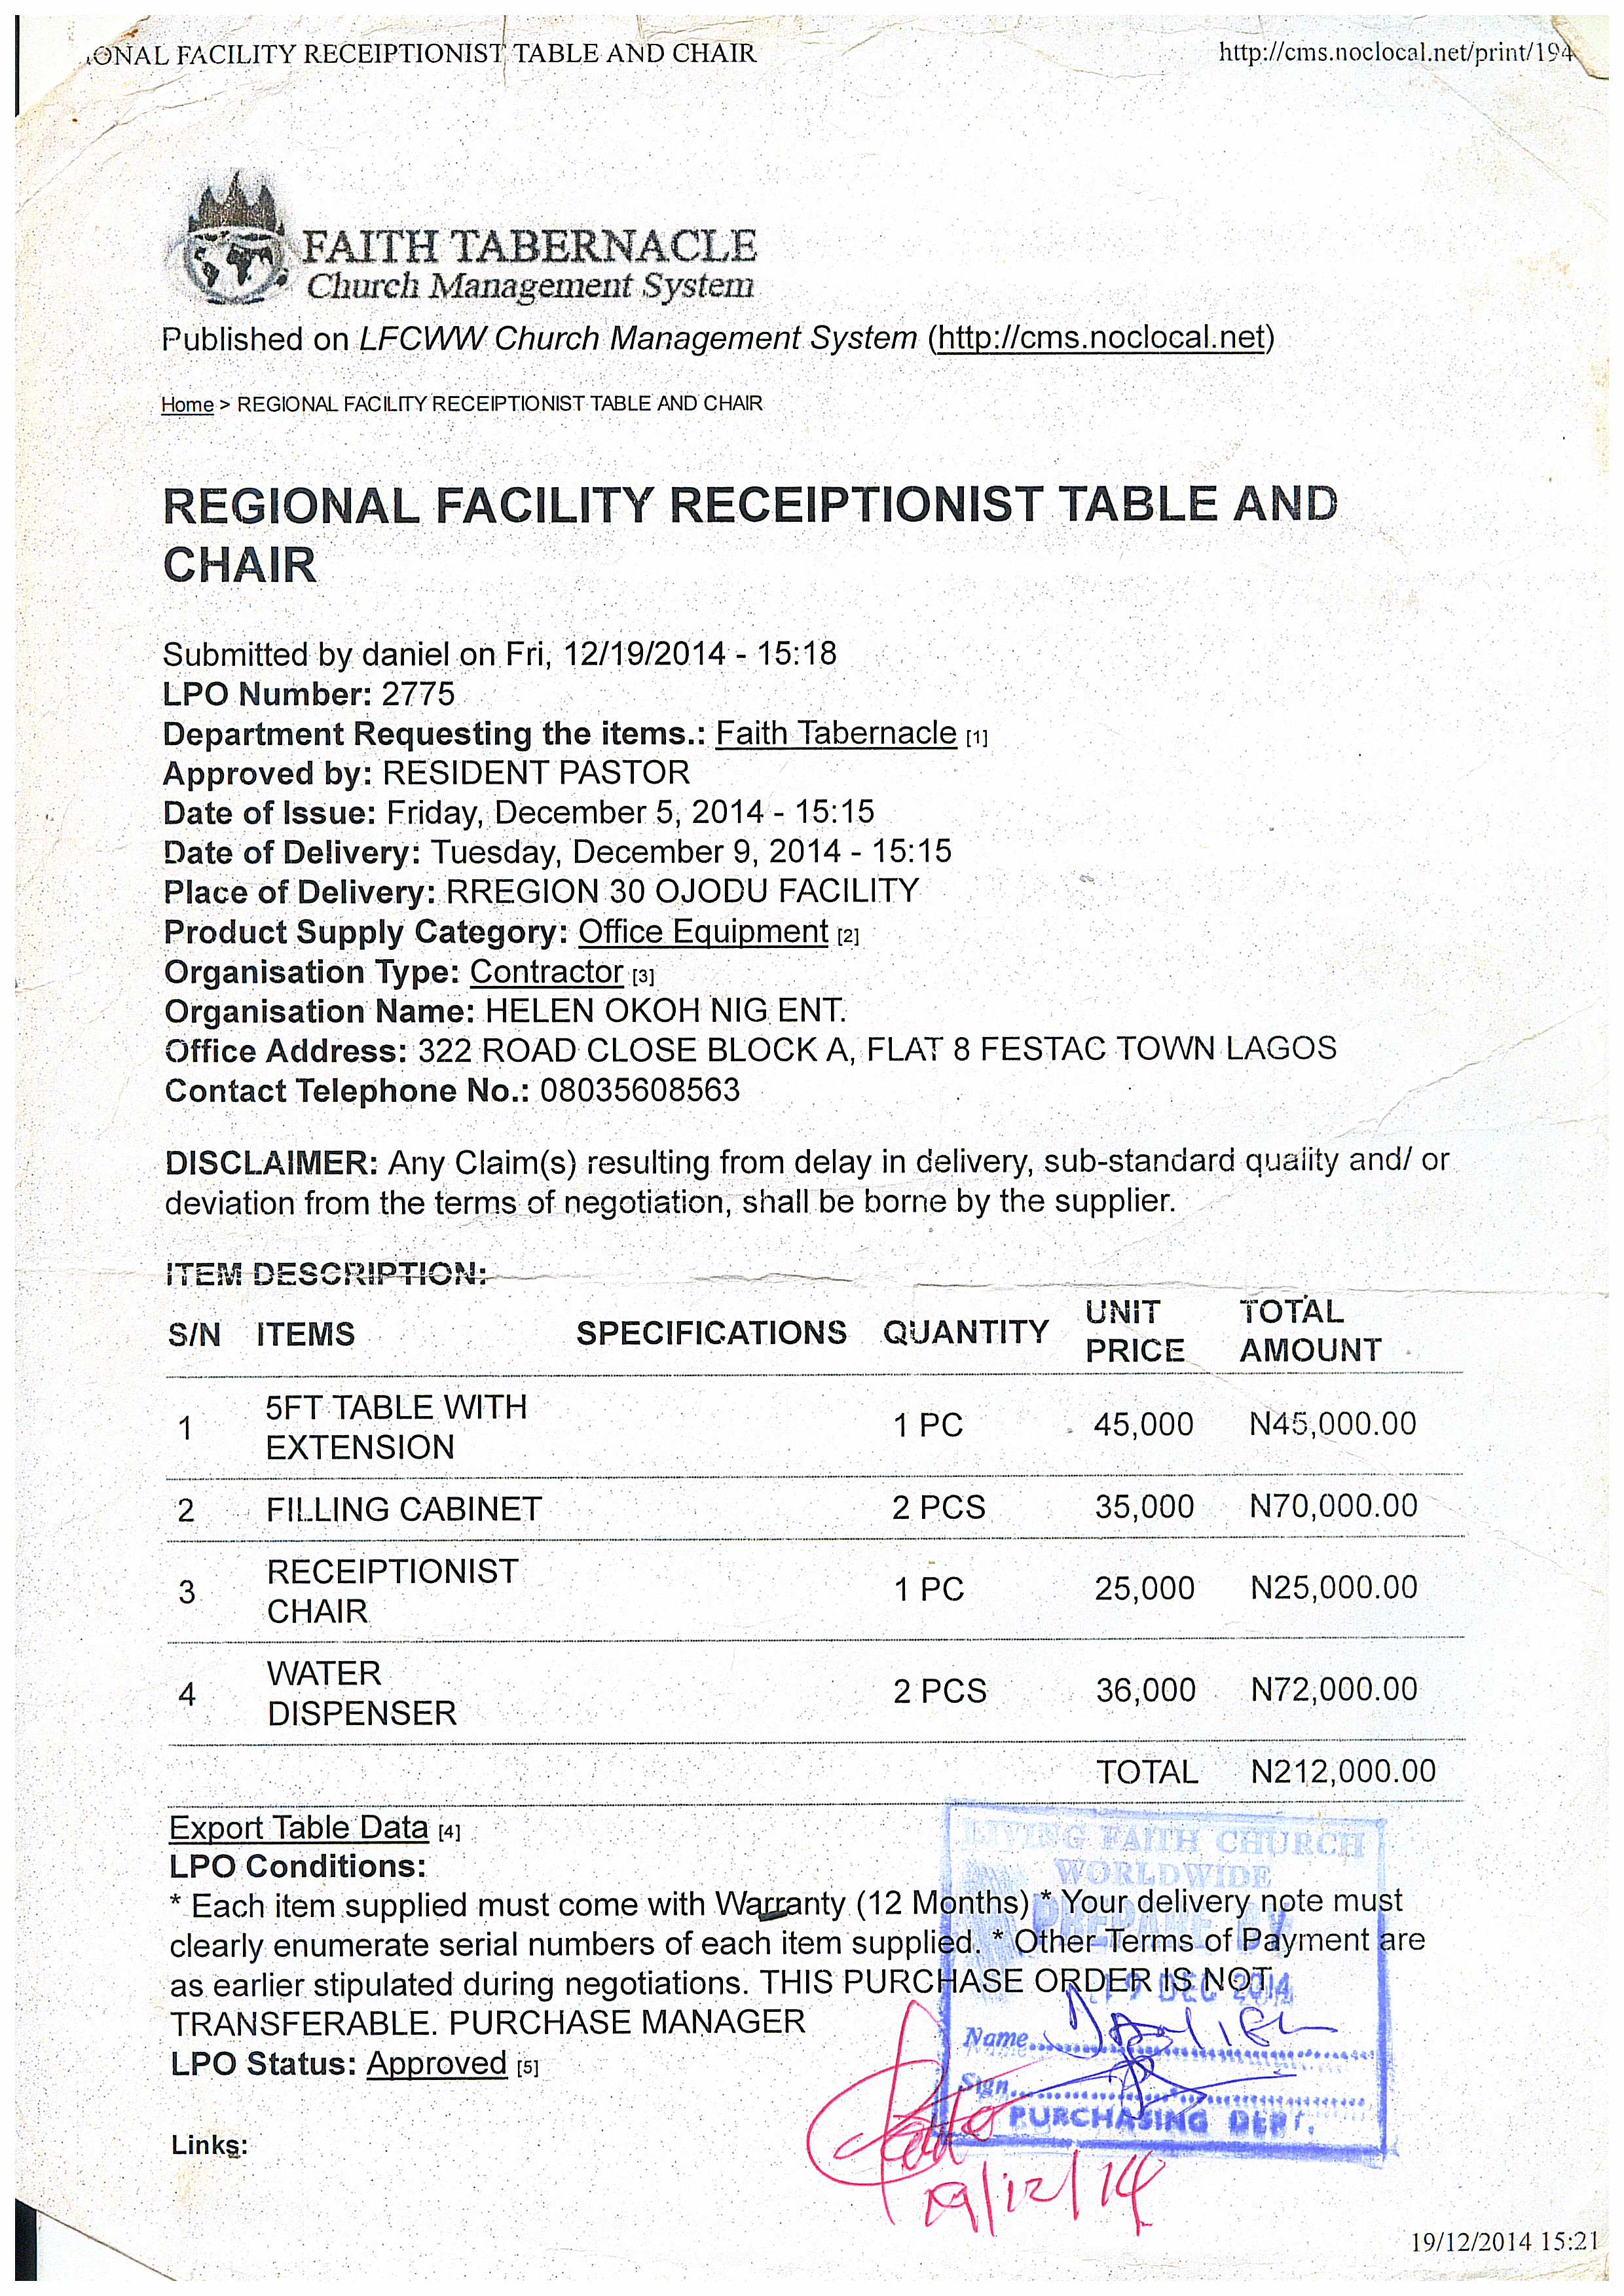 IONAL FACILITY RECEIPTIONIST TABLE AND CHAIR http://cms.noclocal.net/print/194
FAITH TABERNACLE
Church Management System
Published on LFCWW Church Management System (http://cms.noclocal.net)
Home > REGIONAL FACILITY RECEIPTIONIST TABLE AND CHAIR
REGIONAL FACILITY RECEIPTIONIST TABLE AND
CHAIR
Submitted by daniel on Fri, 12/19/2014 - 15:18
LPO Number: 2775
Department Requesting the items.: Faith Tabernacle [1]
Approved by: RESIDENT PASTOR
Date of Issue: Friday, December 5, 2014 - 15:15
Date of Delivery: Tuesday, December 9, 2014 - 15:15
Place of Delivery: RREGION 30 OJODU FACILITY
Product Supply Category: Office Equipment [2]
Organisation Type: Contractor [3]
Organisation Name: HELEN OKOH NIG ENT.
Office Address: 322 ROAD CLOSE BLOCK A, FLAT 8 FESTAC TOWN LAGOS
Contact Telephone No.: 08035608563
DISCLAIMER: Any Claim(s) resulting from delay in delivery, sub-standard quality and/ or
deviation from the terms of negotiation, shall be borne by the supplier.
ITEM DESCRIPTION:
S/N ITEMS SPECIFICATIONS QUANTITY UNIT PRICE TOTAL AMOUNT
1 5FT TABLE WITH EXTENSION 1 PC 45,000 N45,000.00
2 FILLING CABINET 2 PCS 35,000 N70,000.00
3 RECEIPTIONIST CHAIR 1 PC 25,000 N25,000.00
4 WATER DISPENSER 2 PCS 36,000 N72,000.00
TOTAL N212,000.00
Export Table Data [4]
LPO Conditions:
* Each item supplied must come with Warranty (12 Months) * Your delivery note must
clearly enumerate serial numbers of each item supplied. * Other Terms of Payment are
as earlier stipulated during negotiations. THIS PURCHASE ORDER IS NOT
TRANSFERABLE. PURCHASE MANAGER
LPO Status: Approved [5]
Links:
LIVING FAITH CHURCH
WORLDWIDE
PREPARE BY
19 DEC 2014
Name Daniel
Sign
PURCHASING DEPT.
19/12/14
19/12/2014 15:21